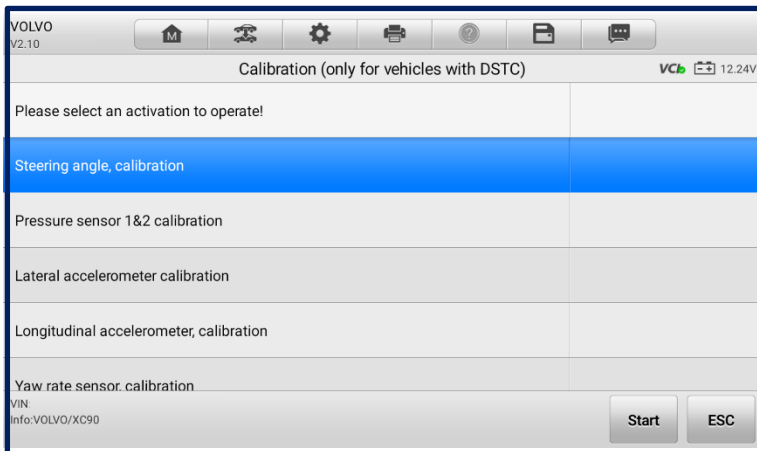 VOLVO
V2.10
M
?
Calibration (only for vehicles with DSTC)
VCI
12.24V
Please select an activation to operate!
Steering angle, calibration
Pressure sensor 1&2 calibration
Lateral accelerometer calibration
Longitudinal accelerometer, calibration
Yaw rate sensor, calibration
VIN:
Info:VOLVO/XC90
Start
ESC